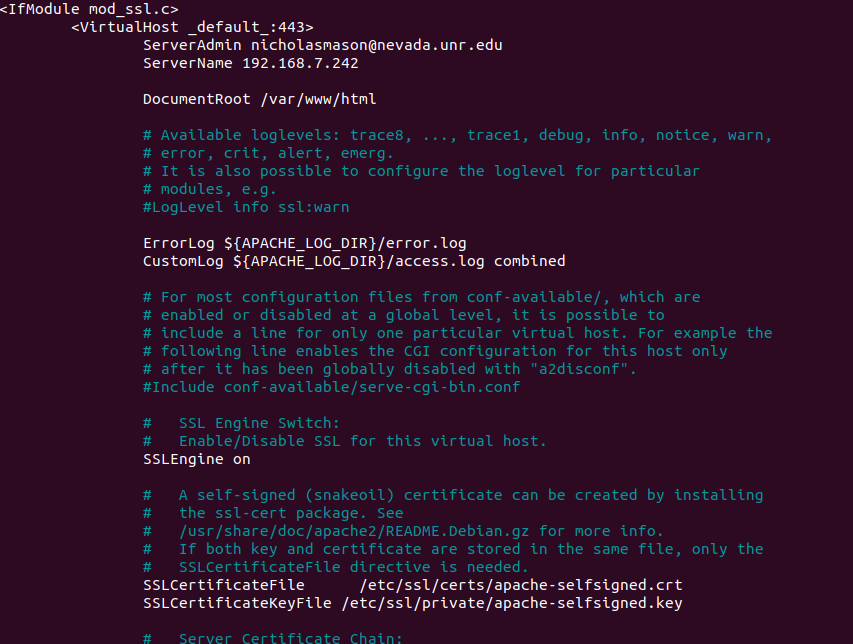 <IfModule mod_ssl.c>
<VirtualHost _default_:443>
ServerAdmin nicholasmason@nevada.unr.edu
ServerName 192.168.7.242
DocumentRoot /var/www/html
# Available loglevels: trace8, ..., trace1, debug, info, notice, warn,
# error, crit, alert, emerg.
# It is also possible to configure the loglevel for particular
# modules, e.g.
#LogLevel info ssl:warn
ErrorLog ${APACHE_LOG_DIR}/error.log
CustomLog ${APACHE_LOG_DIR}/access.log combined
# For most configuration files from conf-available/, which are
# enabled or disabled at a global level, it is possible to
# include a line for only one particular virtual host. For example the
# following line enables the CGI configuration for this host only
# after it has been globally disabled with "a2disconf".
#Include conf-available/serve-cgi-bin.conf
#   SSL Engine Switch:
#   Enable/Disable SSL for this virtual host.
SSLEngine on
#   A self-signed (snakeoil) certificate can be created by installing
#   the ssl-cert package. See
#   /usr/share/doc/apache2/README.Debian.gz for more info.
#   If both key and certificate are stored in the same file, only the
#   SSLCertificateFile directive is needed.
SSLCertificateFile      /etc/ssl/certs/apache-selfsigned.crt
SSLCertificateKeyFile /etc/ssl/private/apache-selfsigned.key
#   Server Certificate Chain: